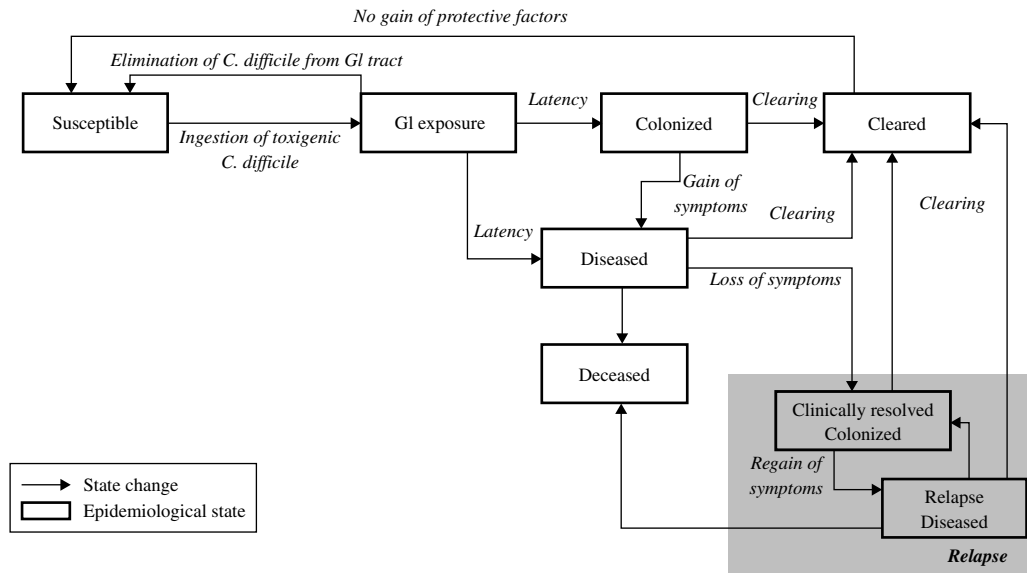 No gain of protective factors
Elimination of C. difficile from Gl tract
Susceptible
Ingestion of toxigenic
C. difficile
Gl exposure
Latency
Colonized
Clearing
Cleared
Gain of
symptoms
Latency
Diseased
Clearing
Clearing
Loss of symptoms
Deceased
Clinically resolved
Colonized
Regain of
symptoms
Relapse
Diseased
Relapse
State change
Epidemiological state